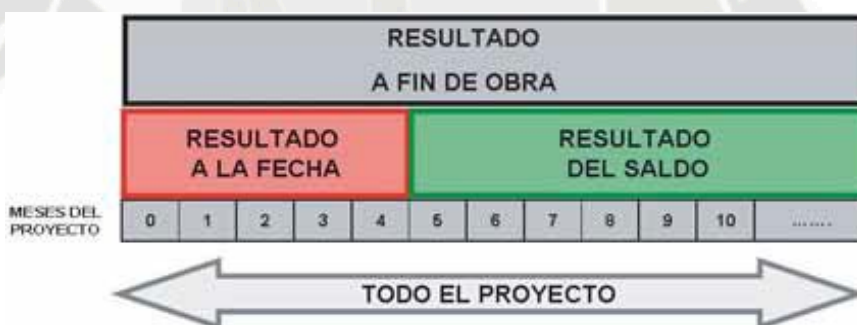 RESULTADO
A FIN DE OBRA
RESULTADO
A LA FECHA
RESULTADO
DEL SALDO
MESES DEL
PROYECTO
0 1 2 3 4 5 6 7 8 9 10 .......
TODO EL PROYECTO